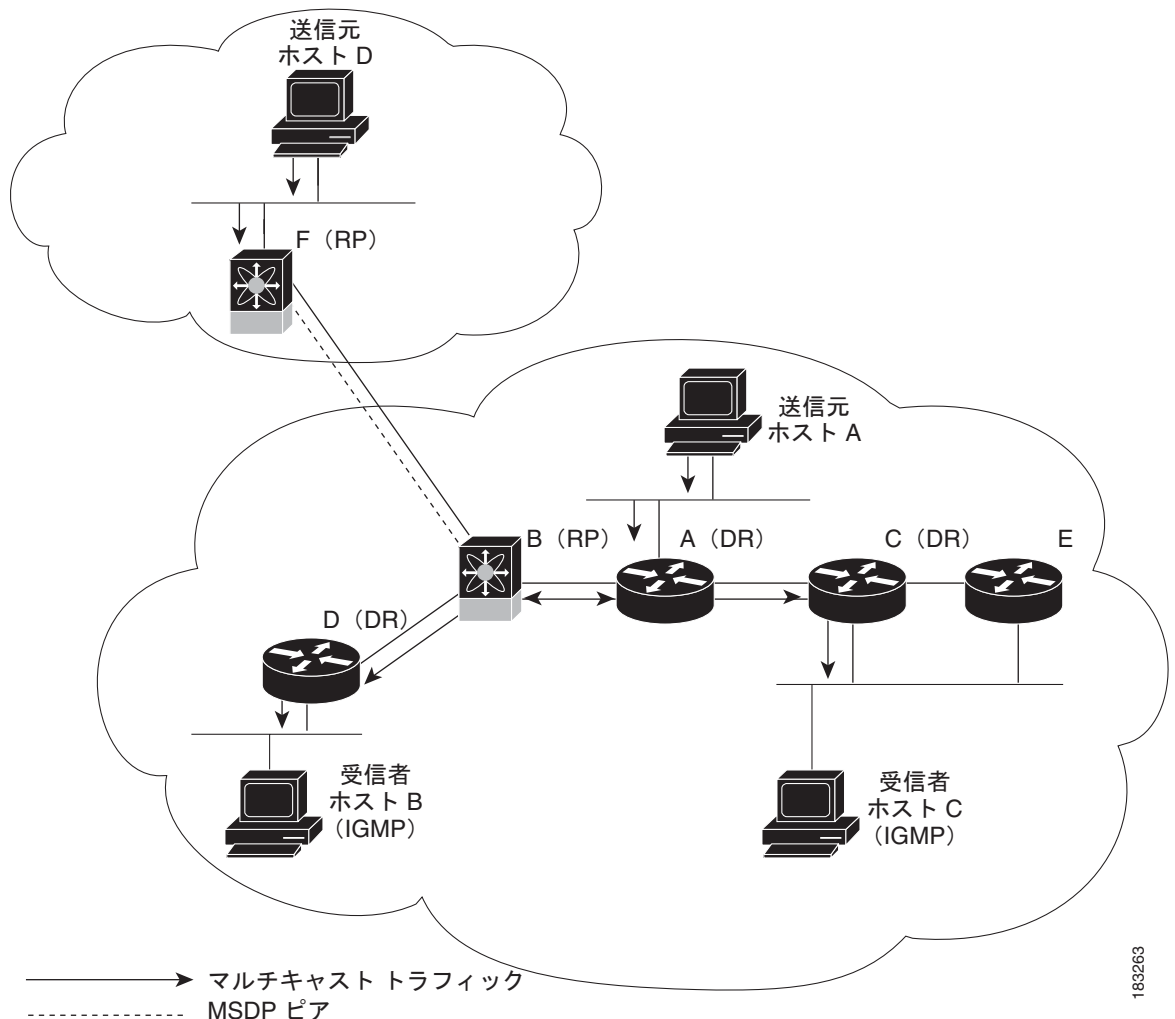 送信元
ホスト D
F（RP）
送信元
ホスト A
B（RP）
A（DR）
C（DR）
E
D（DR）
受信者
ホスト B
（IGMP）
受信者
ホスト C
（IGMP）
マルチキャスト トラフィック
MSDP ピア
183263